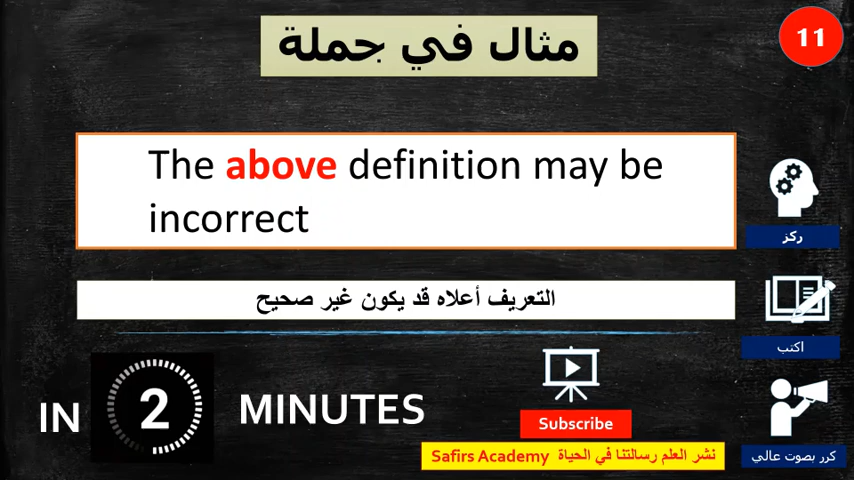 مثال في جملة
11
The above definition may be
incorrect
ركز
التعريف أعلاه قد يكون غير صحيح
اكتب
IN 2 MINUTES
Subscribe
نشر العلم رسالتنا في الحياة Safirs Academy
كرر بصوت عالي